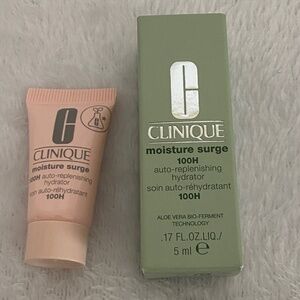 CLINIQUE
moisture surge
100H
auto-replenishing
hydrator
soin auto-réhydratant
100H
CLINIQUE
moisture surge
100H
auto-replenishing
hydrator
soin auto-réhydratant
100H
ALOE VERA BIO-FERMENT
TECHNOLOGY
.17 FL.OZ.LIQ./
5 ml e